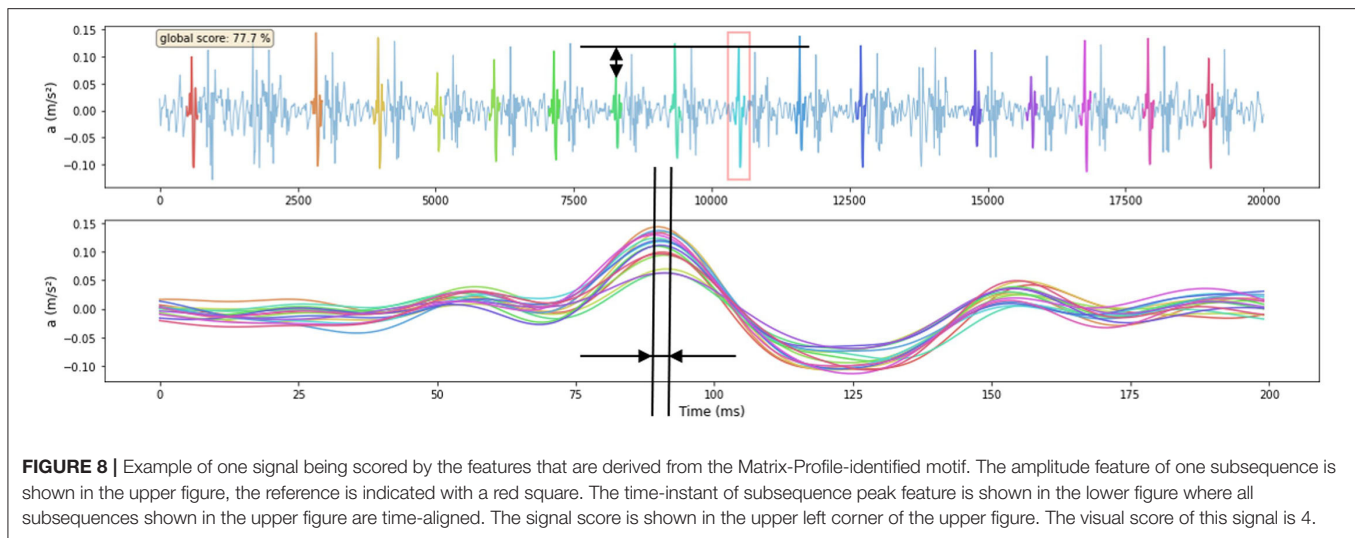 global score: 77.7 %
a (m/s²)
0.15
0.10
0.05
0.00
−0.05
−0.10
0 2500 5000 7500 10000 12500 15000 17500 20000
a (m/s²)
0.15
0.10
0.05
0.00
−0.05
−0.10
0 25 50 75 100 125 150 175 200
Time (ms)
FIGURE 8 | Example of one signal being scored by the features that are derived from the Matrix-Profile-identified motif. The amplitude feature of one subsequence is
shown in the upper figure, the reference is indicated with a red square. The time-instant of subsequence peak feature is shown in the lower figure where all
subsequences shown in the upper figure are time-aligned. The signal score is shown in the upper left corner of the upper figure. The visual score of this signal is 4.